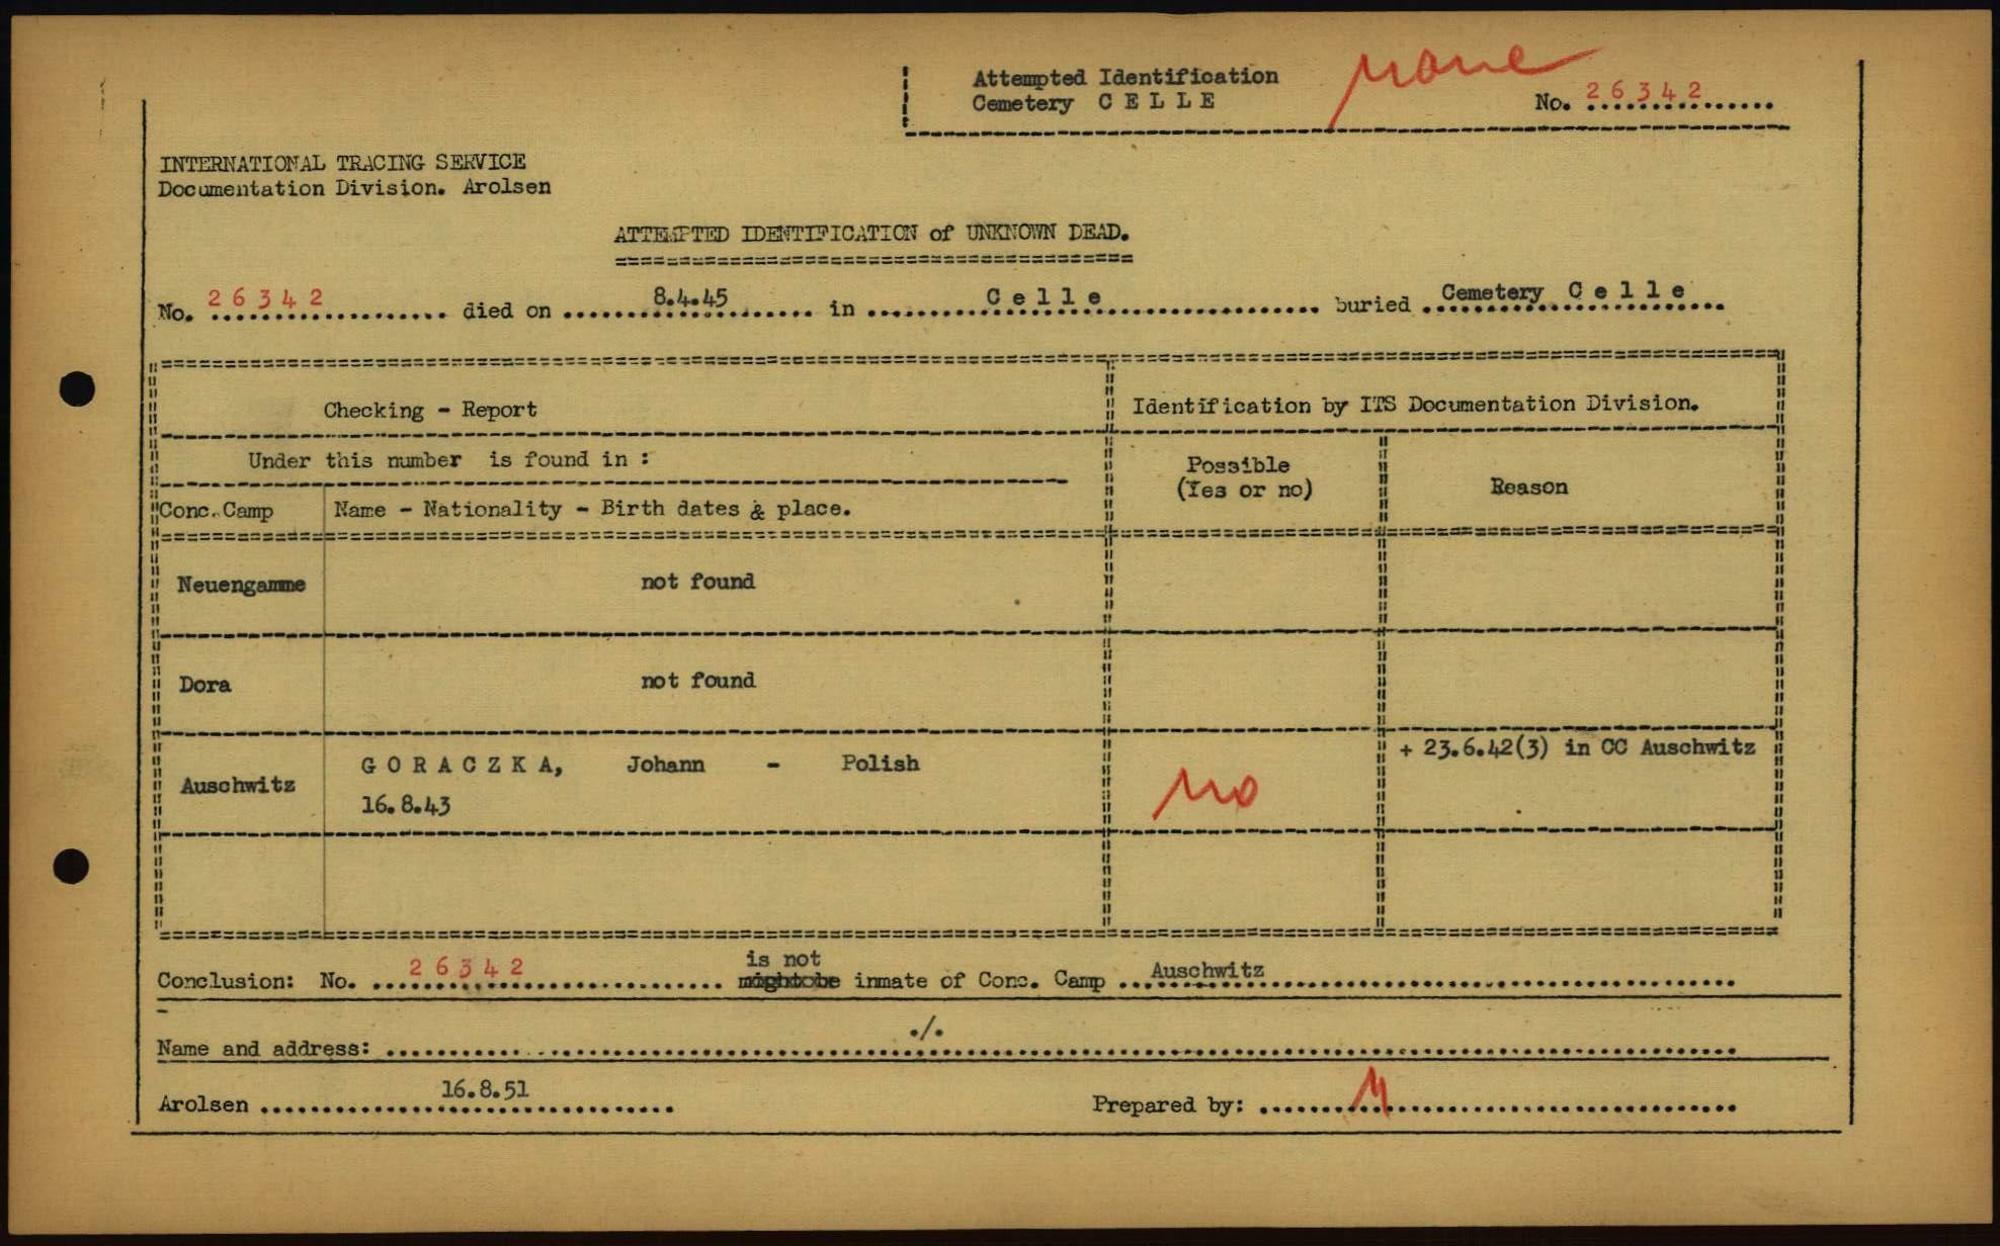 Attempted Identification
Cemetery C E L L E
none
No. 26342
INTERNATIONAL TRACING SERVICE
Documentation Division. Arolsen
ATTEMPTED IDENTIFICATION of UNKNOWN DEAD.
No. 26342 died on 8.4.45 in C e l l e buried Cemetery C e l l e
Checking - Report
Identification by ITS Documentation Division.
Under this number is found in :
Possible
(Yes or no)
Reason
Conc. Camp
Name - Nationality - Birth dates & place.
Neuengamme not found
Dora not found
Auschwitz
G O R A C Z K A, Johann - Polish
16.8.43
no
+ 23.6.42(3) in CC Auschwitz
is not
Conclusion: No. 26342 might be inmate of Conc. Camp Auschwitz
Name and address: ./.
Arolsen 16.8.51 Prepared by: